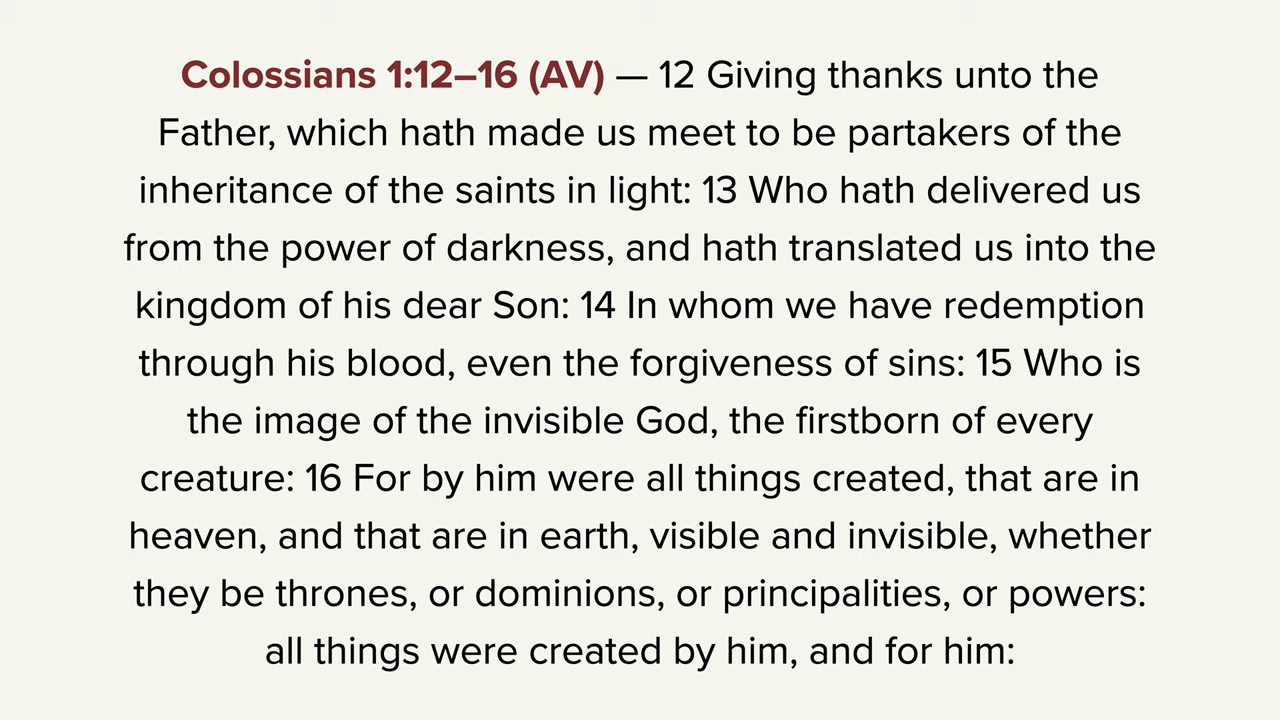 Colossians 1:12–16 (AV) — 12 Giving thanks unto the
Father, which hath made us meet to be partakers of the
inheritance of the saints in light: 13 Who hath delivered us
from the power of darkness, and hath translated us into the
kingdom of his dear Son: 14 In whom we have redemption
through his blood, even the forgiveness of sins: 15 Who is
the image of the invisible God, the firstborn of every
creature: 16 For by him were all things created, that are in
heaven, and that are in earth, visible and invisible, whether
they be thrones, or dominions, or principalities, or powers:
all things were created by him, and for him: